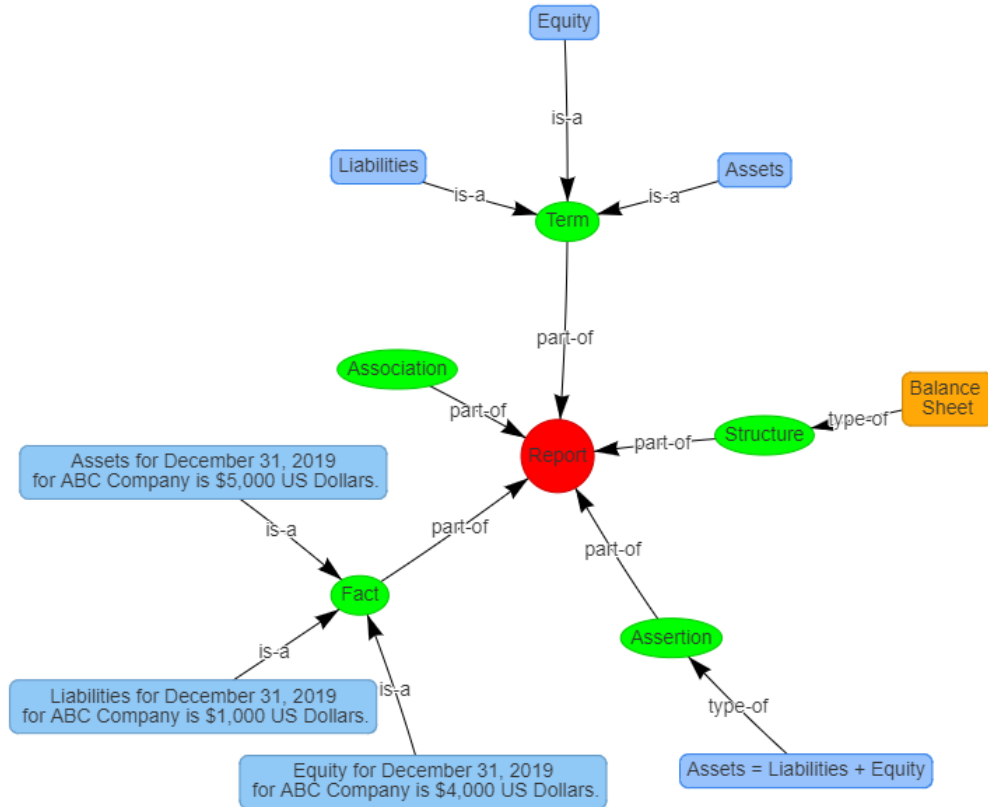 Equity
is-a
Liabilities
Assets
is-a
is-a
Term
part-of
Association
part-of
Balance
Sheet
type-of
Structure
part-of
Report
Assets for December 31, 2019
for ABC Company is $5,000 US Dollars.
is-a
part-of
part-of
Fact
Assertion
is-a
Liabilities for December 31, 2019
for ABC Company is $1,000 US Dollars.
is-a
type-of
Equity for December 31, 2019
for ABC Company is $4,000 US Dollars.
Assets = Liabilities + Equity